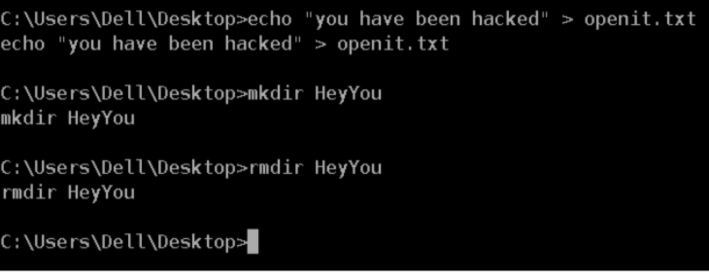 C:\Users\Dell\Desktop>echo "you have been hacked" > openit.txt
echo "you have been hacked" > openit.txt
C:\Users\Dell\Desktop>mkdir HeyYou
mkdir HeyYou
C:\Users\Dell\Desktop>rmdir HeyYou
rmdir HeyYou
C:\Users\Dell\Desktop>